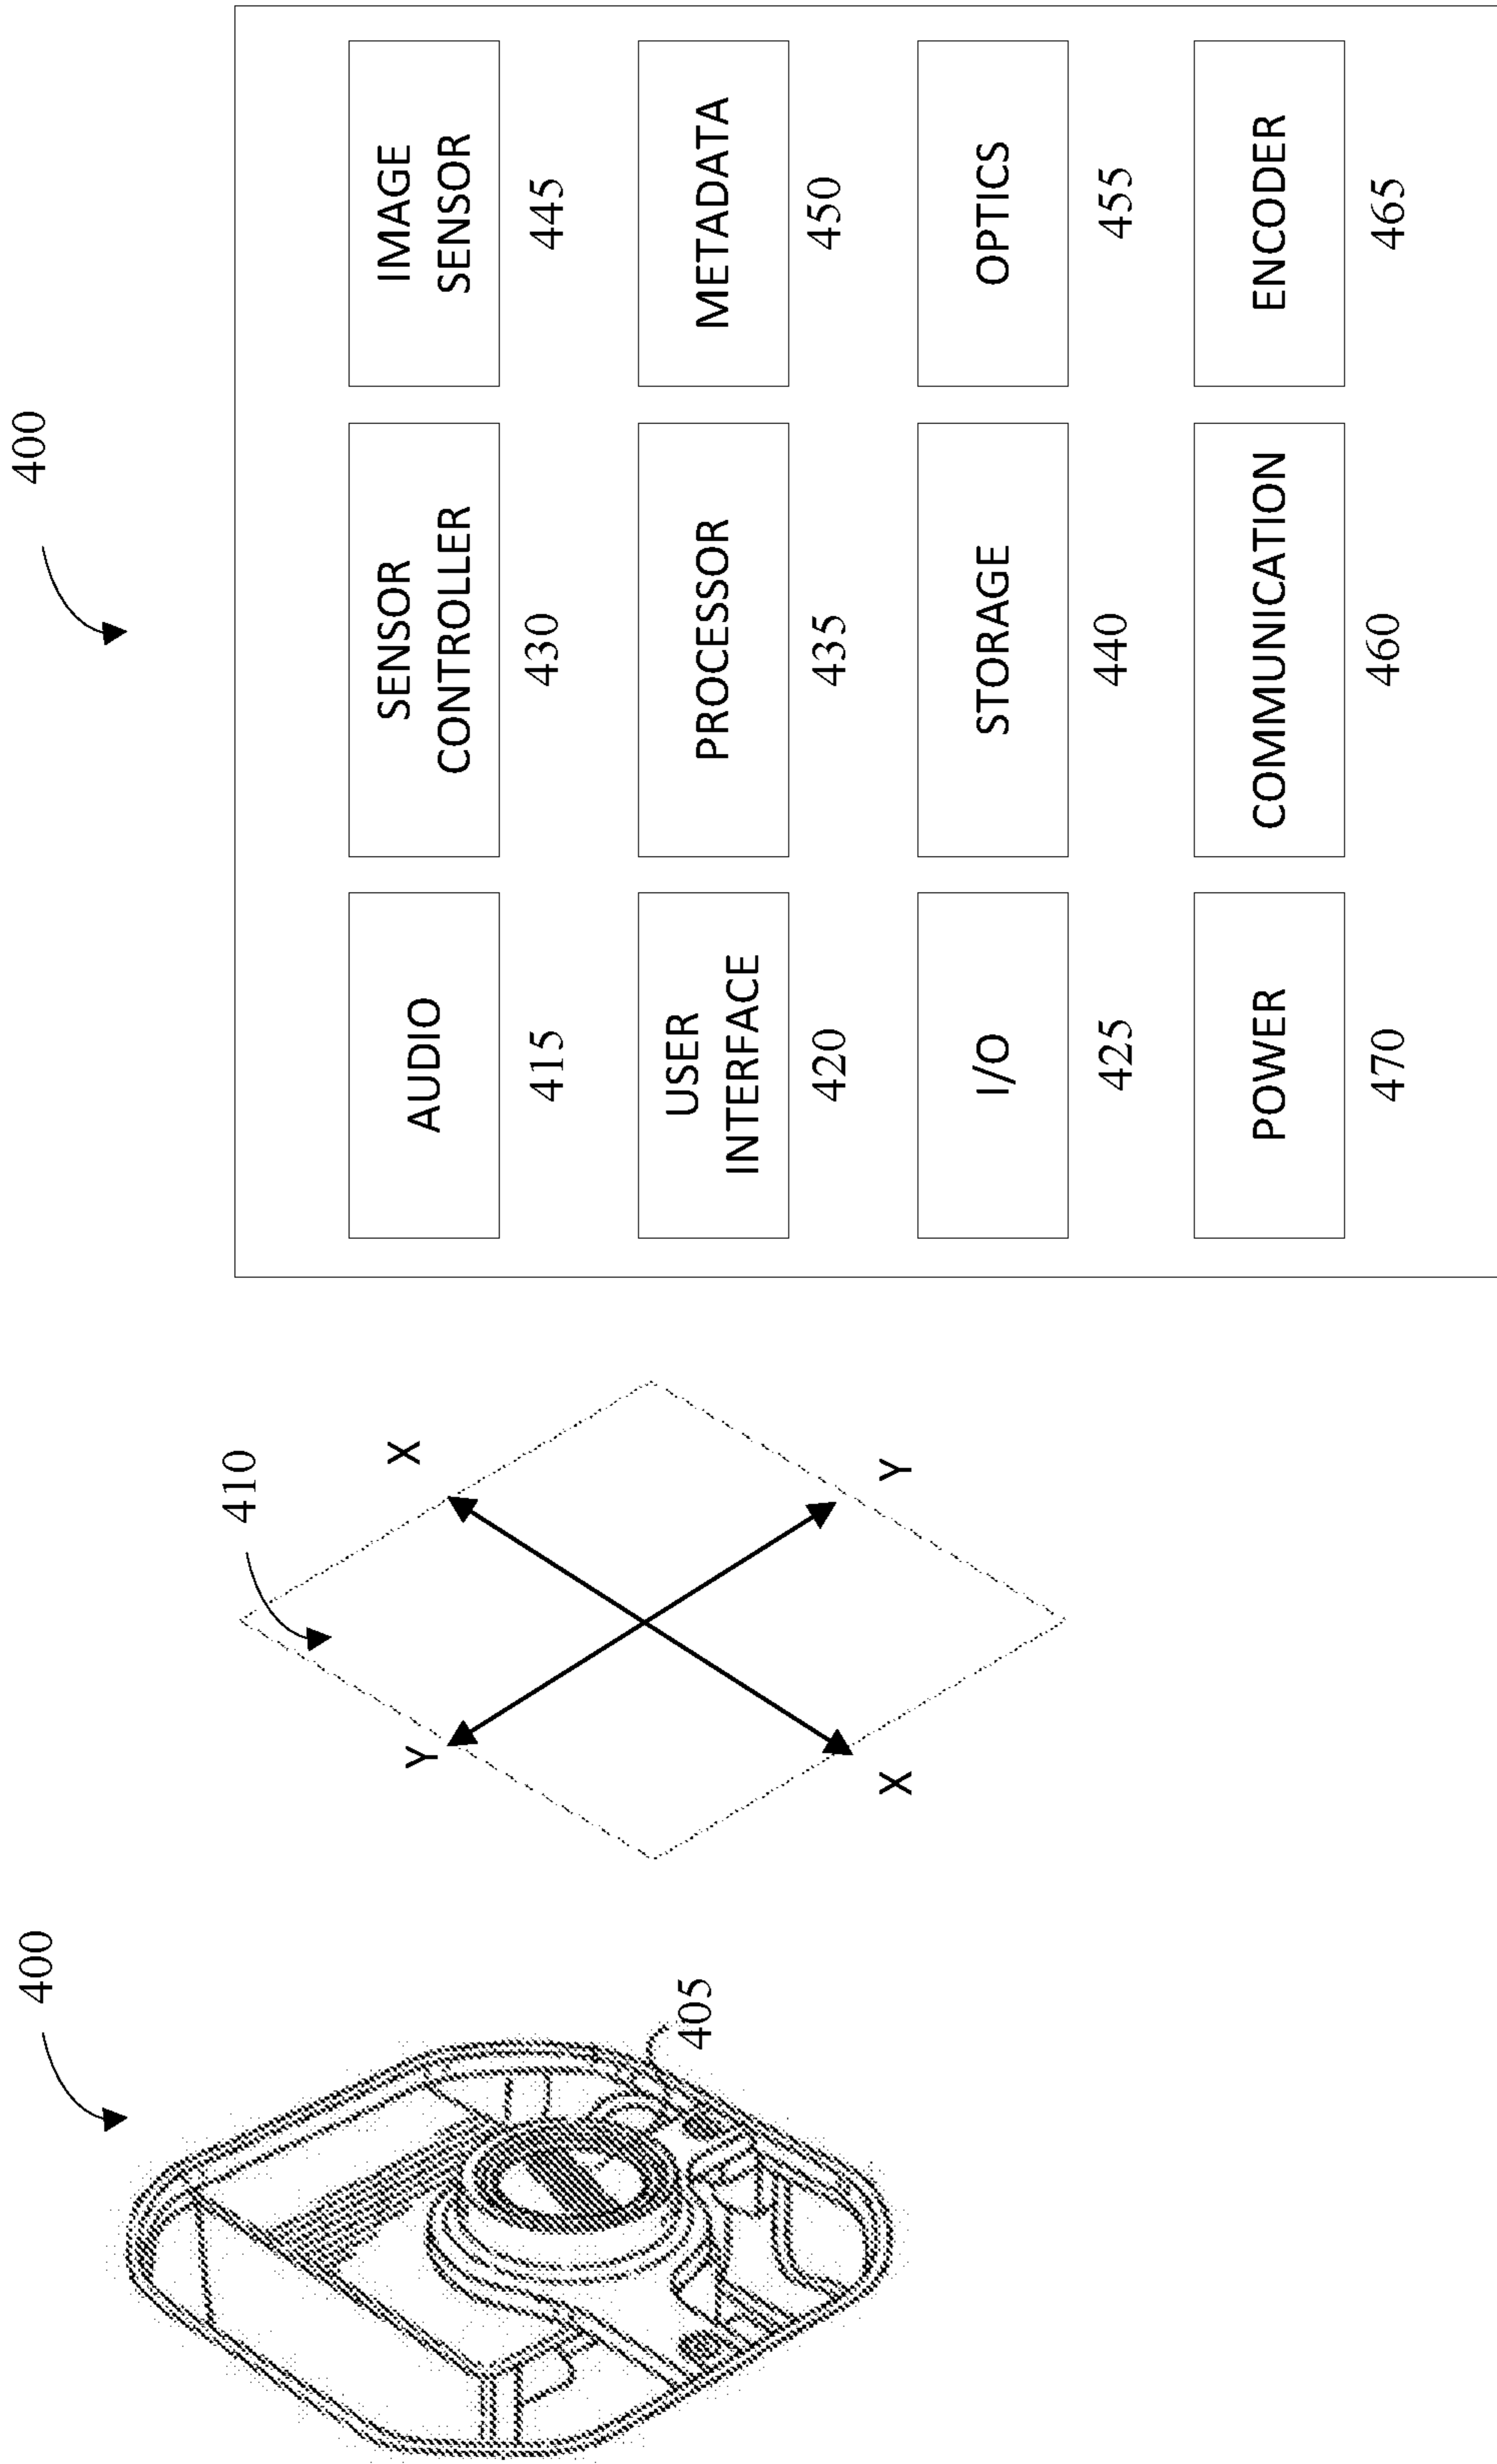 400
405
410
X
Y
Y
X
400
AUDIO
415
SENSOR
CONTROLLER
430
IMAGE
SENSOR
445
USER
INTERFACE
420
PROCESSOR
435
METADATA
450
I/O
425
STORAGE
440
OPTICS
455
POWER
470
COMMUNICATION
460
ENCODER
465